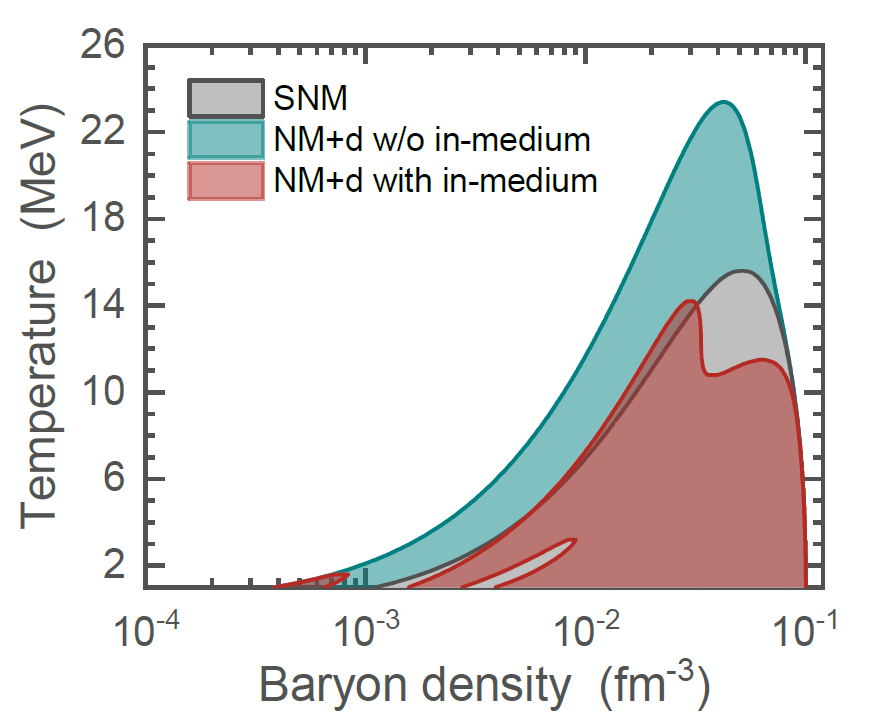 26
22
18
14
10
6
2
Temperature (MeV)
SNM
NM+d w/o in-medium
NM+d with in-medium
10-4 10-3 10-2 10-1
Baryon density (fm-3)